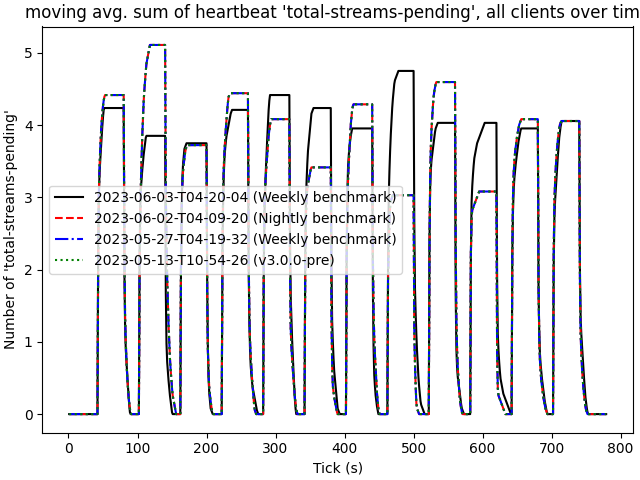 moving avg. sum of heartbeat 'total-streams-pending', all clients over tim
Number of 'total-streams-pending'
5
4
3
2
1
0
2023-06-03-T04-20-04 (Weekly benchmark)
2023-06-02-T04-09-20 (Nightly benchmark)
2023-05-27-T04-19-32 (Weekly benchmark)
2023-05-13-T10-54-26 (v3.0.0-pre)
0 100 200 300 400 500 600 700 800
Tick (s)